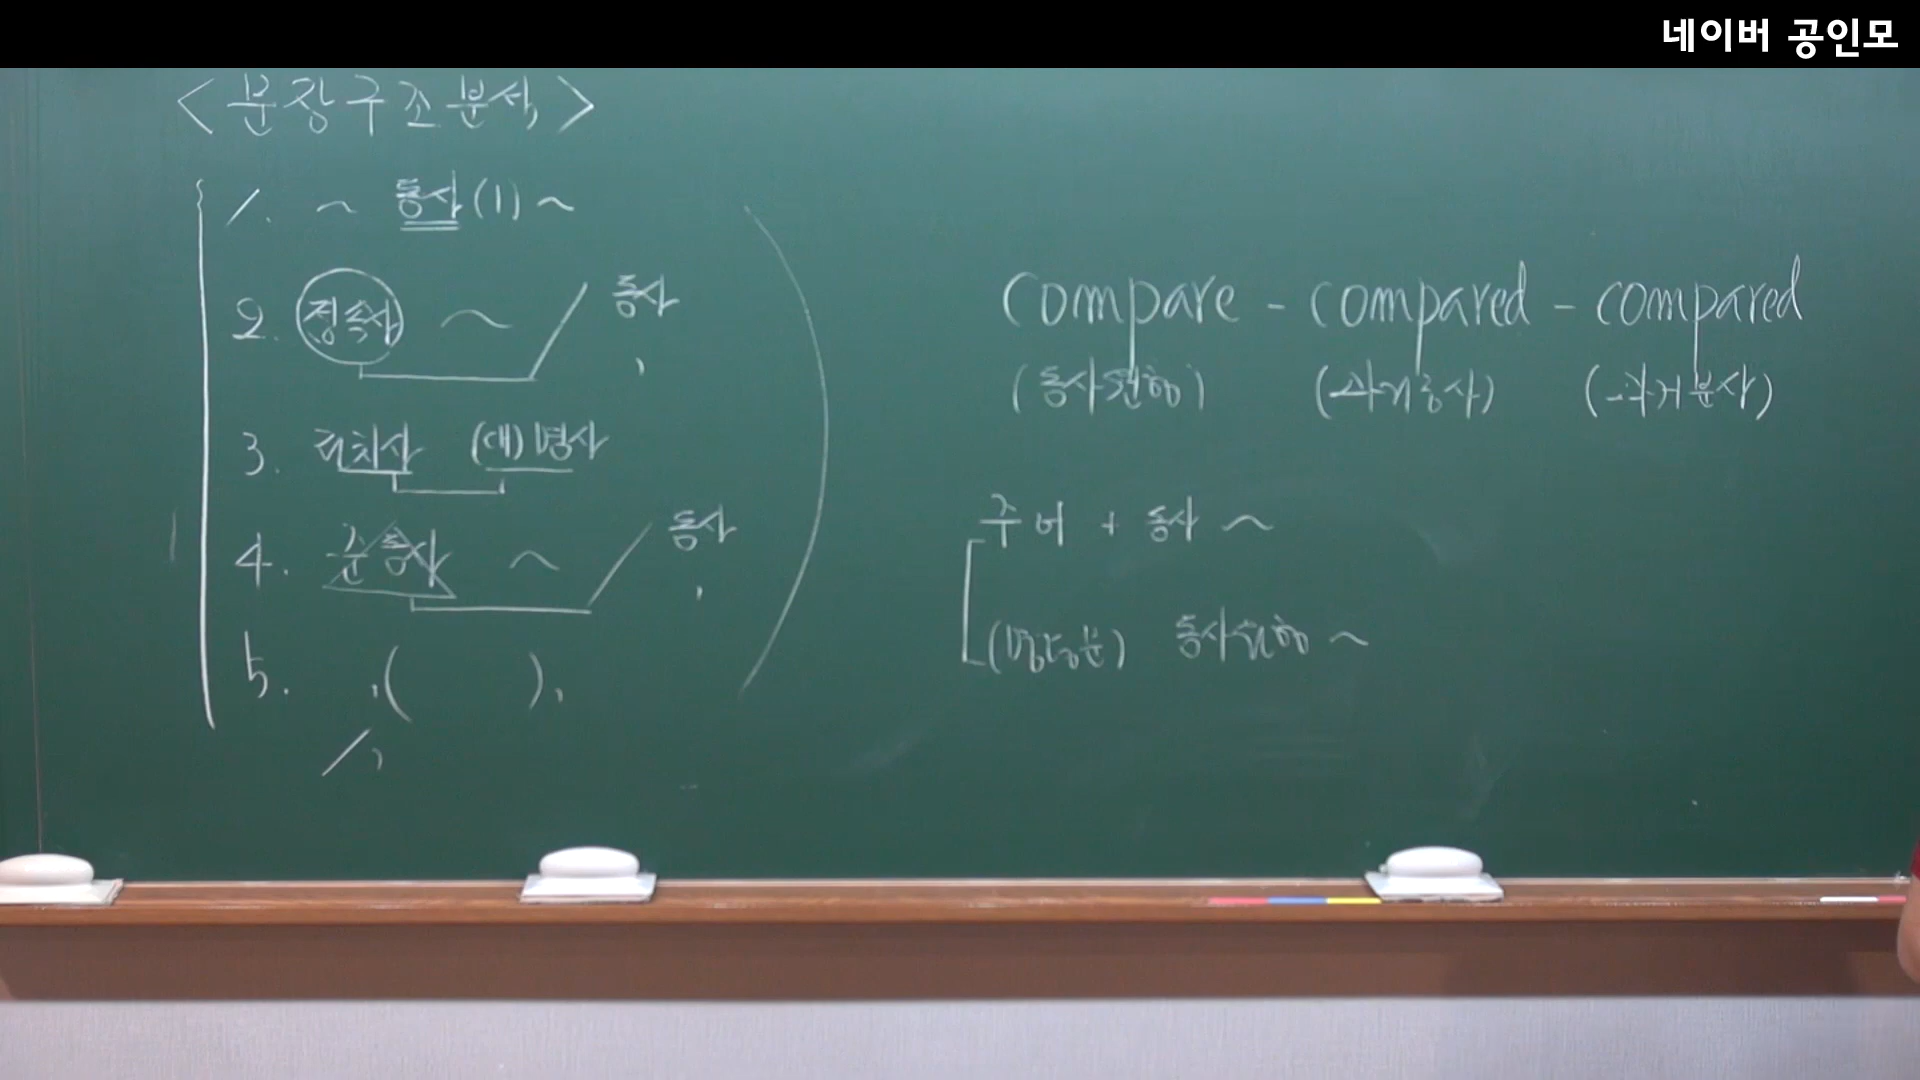 네이버 공인모
<문장구조분석>
1. ~ 동사(1) ~
2. 접속사 ~ / 동사
,
3. 전치사 (대)명사
4. 준동사 ~ / 동사
,
5. ,( ),
/,
compare - compared - compared
(동사원형) (과거동사) (과거분사)
주어 + 동사 ~
(명령문) 동사원형 ~